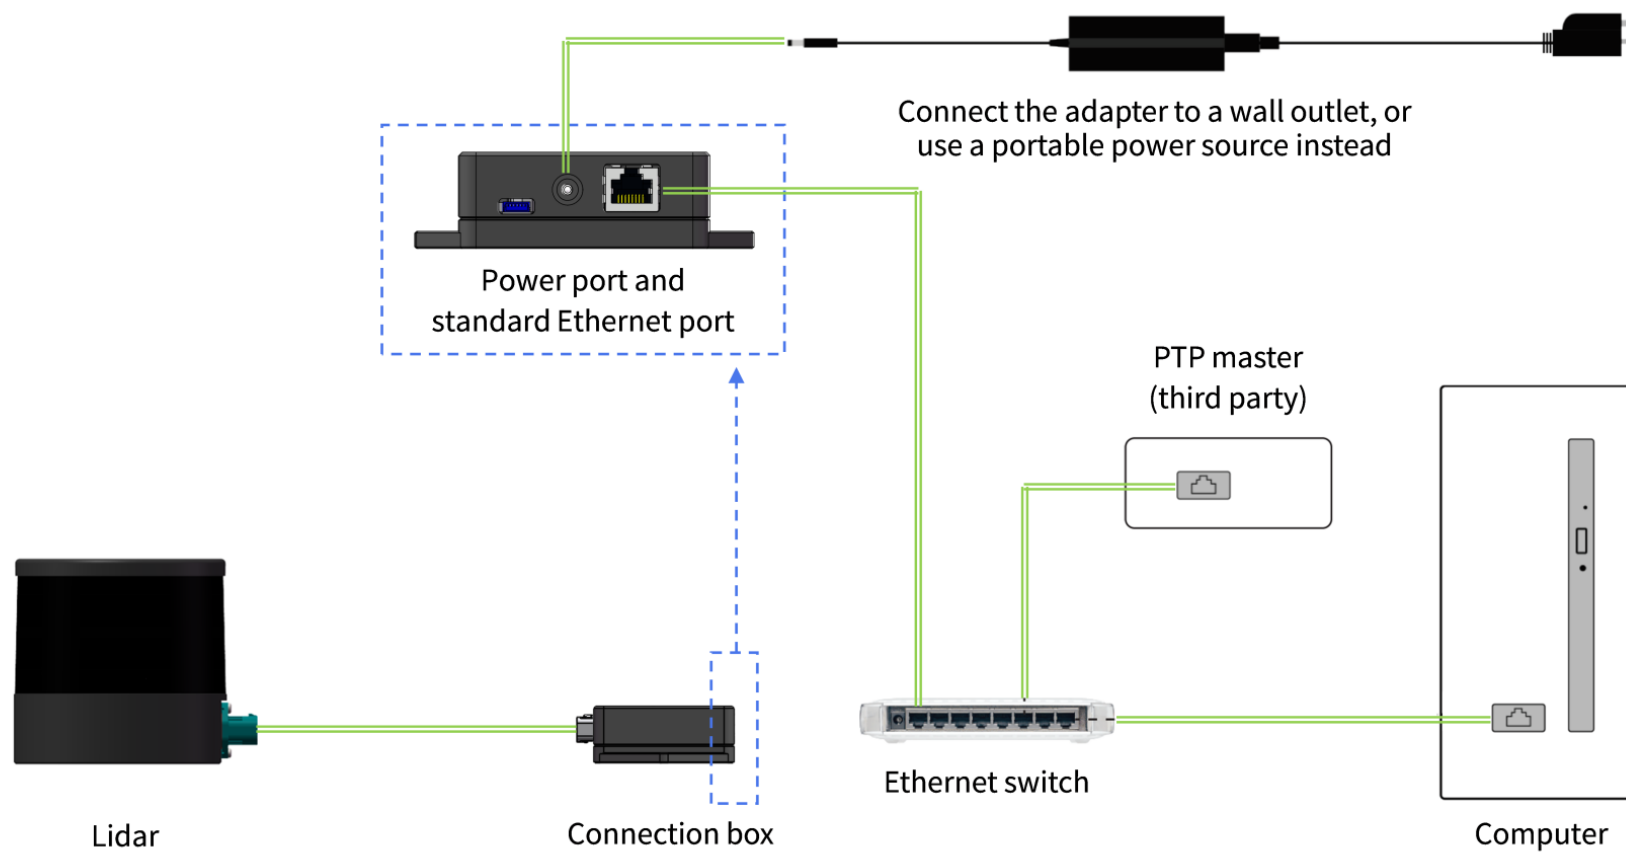 Connect the adapter to a wall outlet, or
use a portable power source instead
Power port and
standard Ethernet port
PTP master
(third party)
Ethernet switch
Lidar
Connection box
Computer